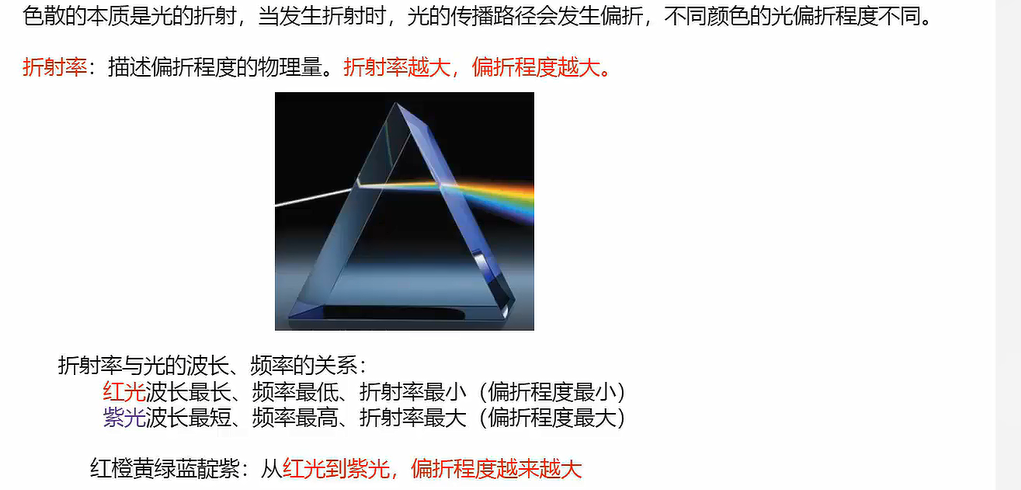 色散的本质是光的折射，当发生折射时，光的传播路径会发生偏折，不同颜色的光偏折程度不同。
折射率：描述偏折程度的物理量。折射率越大，偏折程度越大。
折射率与光的波长、频率的关系：
红光波长最长、频率最低、折射率最小（偏折程度最小）
紫光波长最短、频率最高、折射率最大（偏折程度最大）
红橙黄绿蓝靛紫：从红光到紫光，偏折程度越来越大